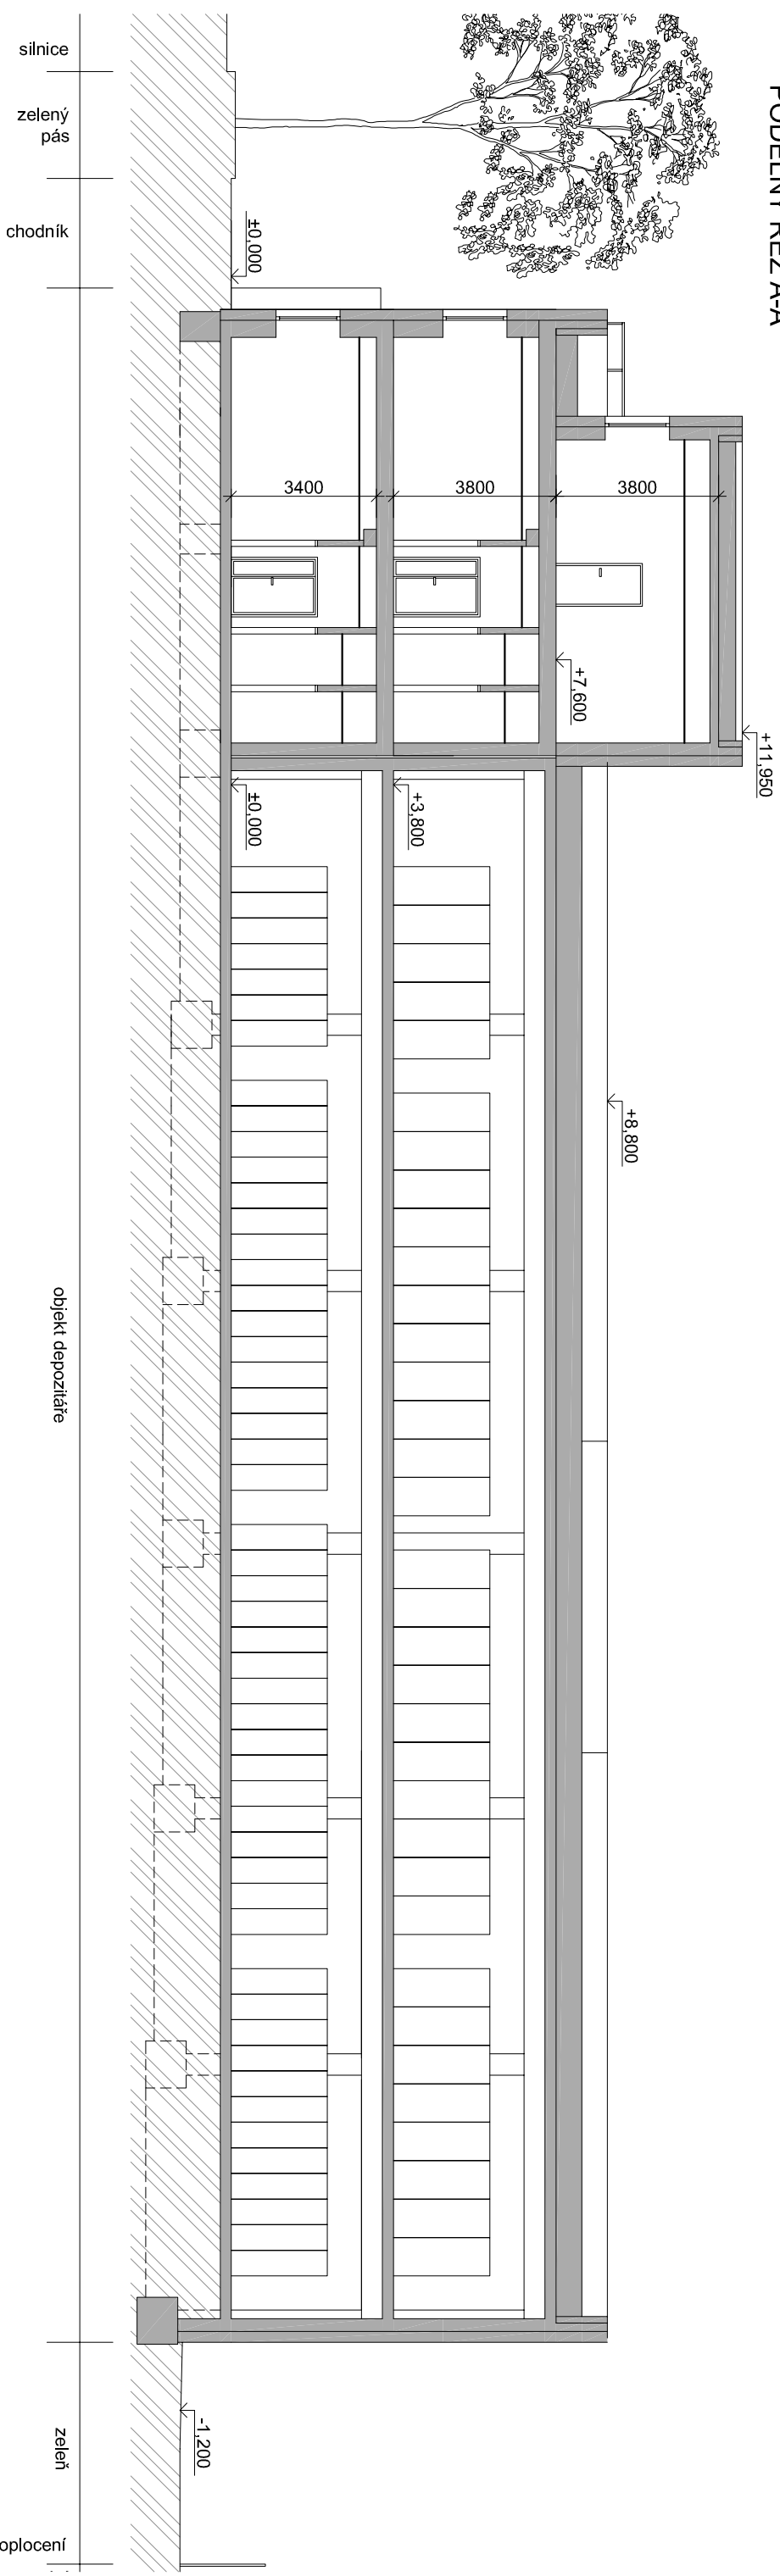 PODÉLNÝ ŘEZ A-A
silnice
zelený
pás
chodník
±0,000
3400
3800
3800
+7,600
+11,950
±0,000
+3,800
+8,800
objekt depozitáře
-1,200
zeleň
oplocení